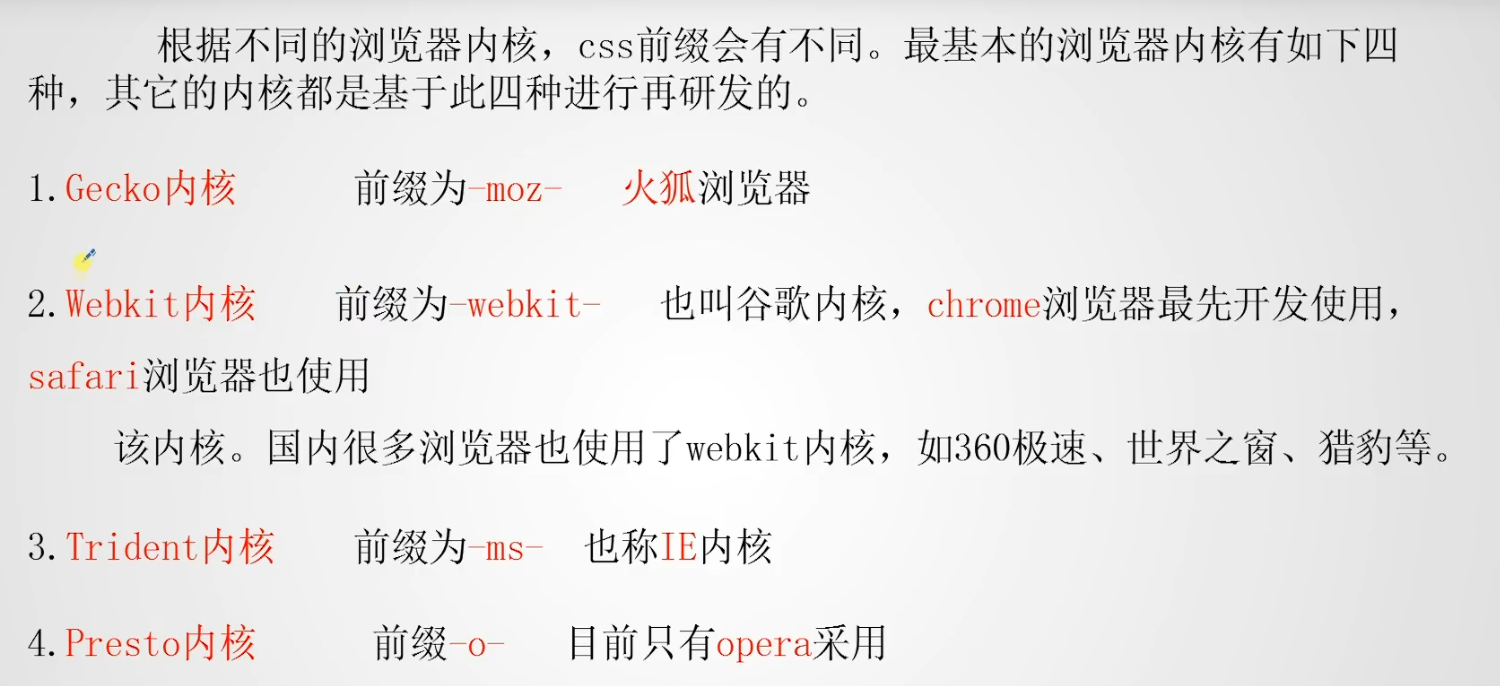 根据不同的浏览器内核，css前缀会有不同。最基本的浏览器内核有如下四
种，其它的内核都是基于此四种进行再研发的。
1.Gecko内核 前缀为-moz- 火狐浏览器
2.Webkit内核 前缀为-webkit- 也叫谷歌内核，chrome浏览器最先开发使用，
safari浏览器也使用
该内核。国内很多浏览器也使用了webkit内核，如360极速、世界之窗、猎豹等。
3.Trident内核 前缀为-ms- 也称IE内核
4.Presto内核 前缀-o- 目前只有opera采用